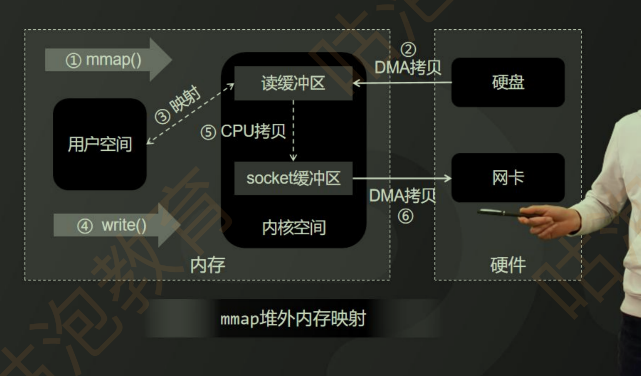 ① mmap()
②
DMA拷贝
读缓冲区
硬盘
③ 映射
⑤ CPU拷贝
用户空间
socket缓冲区
网卡
DMA拷贝
⑥
④ write()
内核空间
内存
硬件
mmap堆外内存映射
咕泡教育